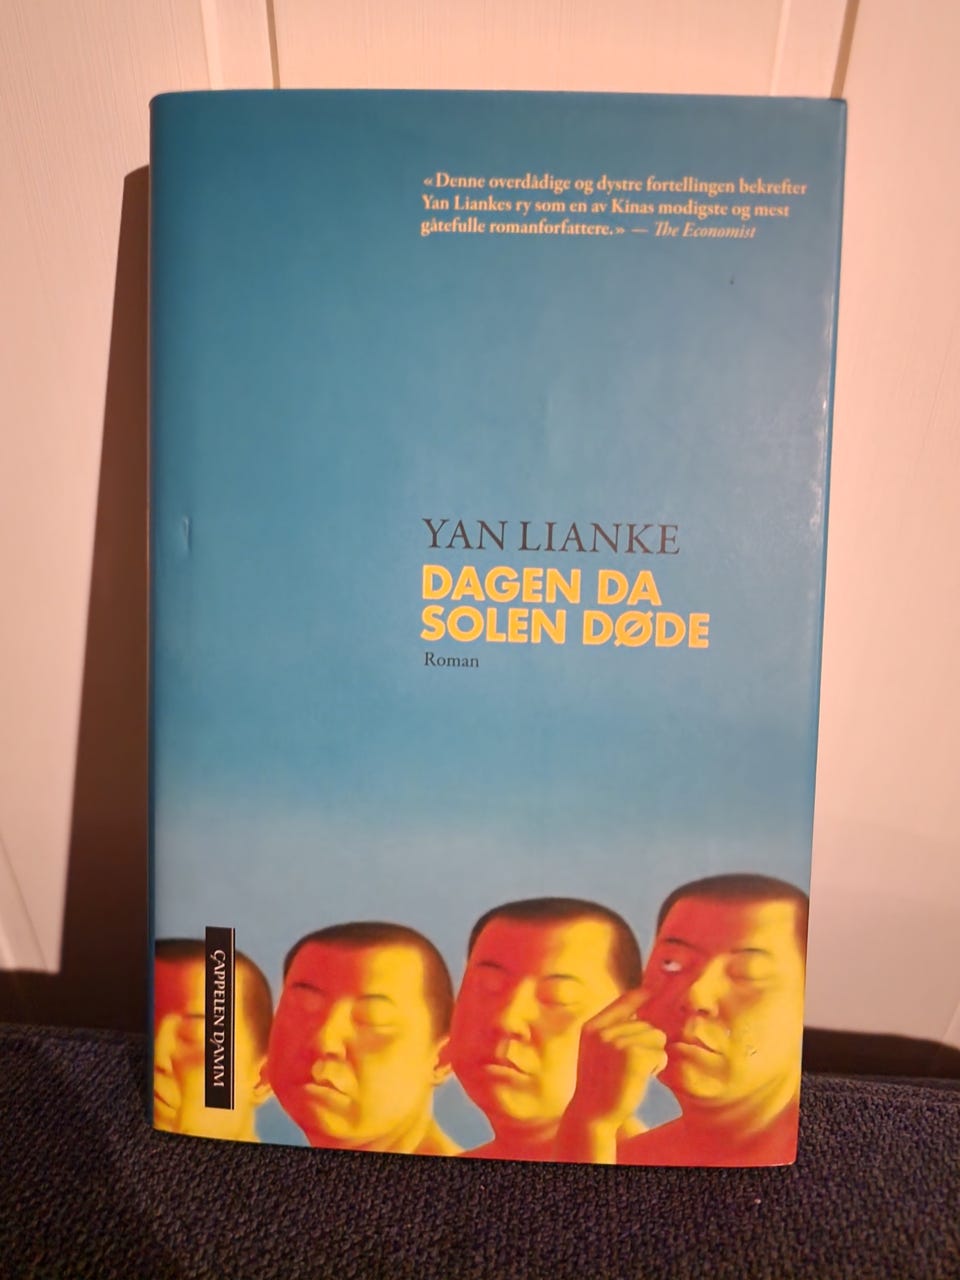 «Denne overdådige og dystre fortellingen bekrefter
Yan Liankes ry som en av Kinas modigste og mest
gåtefulle romanforfattere.» — The Economist
YAN LIANKE
DAGEN DA
SOLEN DØDE
Roman
CAPPELEN DAMM